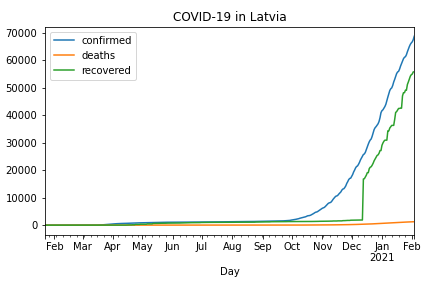 COVID-19 in Latvia
confirmed
deaths
recovered
70000
60000
50000
40000
30000
20000
10000
0
Feb Mar Apr May Jun Jul Aug Sep Oct Nov Dec Jan Feb
2021
Day